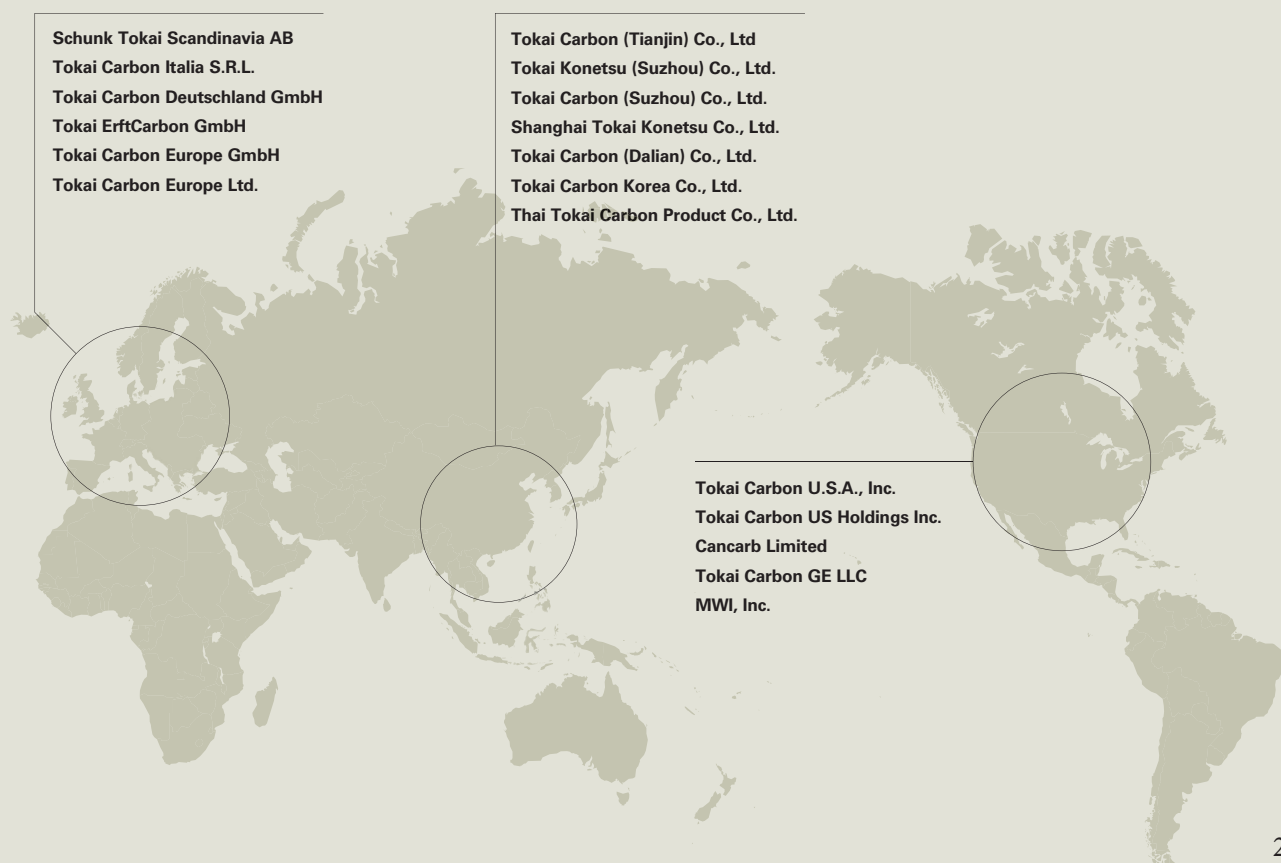 Schunk Tokai Scandinavia AB
Tokai Carbon Italia S.R.L.
Tokai Carbon Deutschland GmbH
Tokai ErftCarbon GmbH
Tokai Carbon Europe GmbH
Tokai Carbon Europe Ltd.
Tokai Carbon (Tianjin) Co., Ltd
Tokai Konetsu (Suzhou) Co., Ltd.
Tokai Carbon (Suzhou) Co., Ltd.
Shanghai Tokai Konetsu Co., Ltd.
Tokai Carbon (Dalian) Co., Ltd.
Tokai Carbon Korea Co., Ltd.
Thai Tokai Carbon Product Co., Ltd.
Tokai Carbon U.S.A., Inc.
Tokai Carbon US Holdings Inc.
Cancarb Limited
Tokai Carbon GE LLC
MWI, Inc.
2